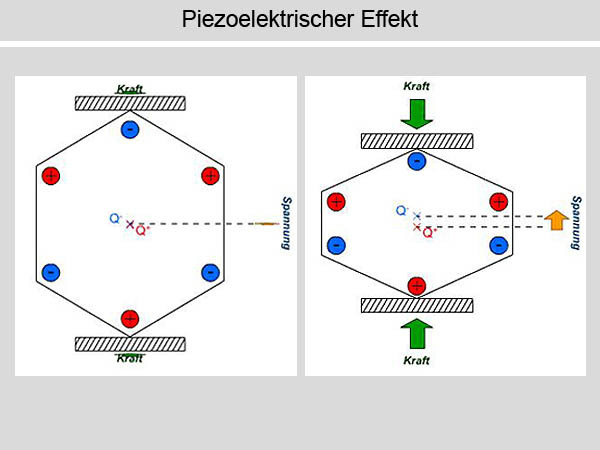 Piezoelektrischer Effekt
Kraft
-
+
+
Q-
Q+
-
-
+
Kraft
Spannung
Kraft
-
+
+
Q-
Q+
-
-
+
Kraft
Spannung